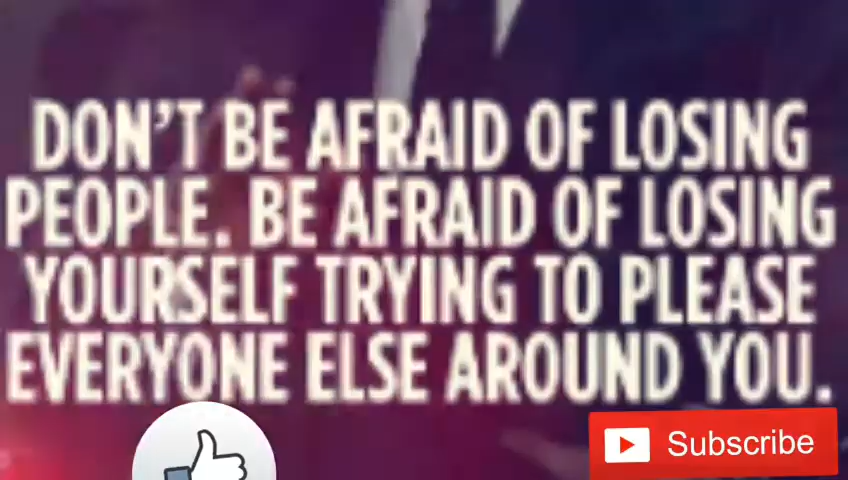 DON'T BE AFRAID OF LOSING
PEOPLE. BE AFRAID OF LOSING
YOURSELF TRYING TO PLEASE
EVERYONE ELSE AROUND YOU.
Subscribe